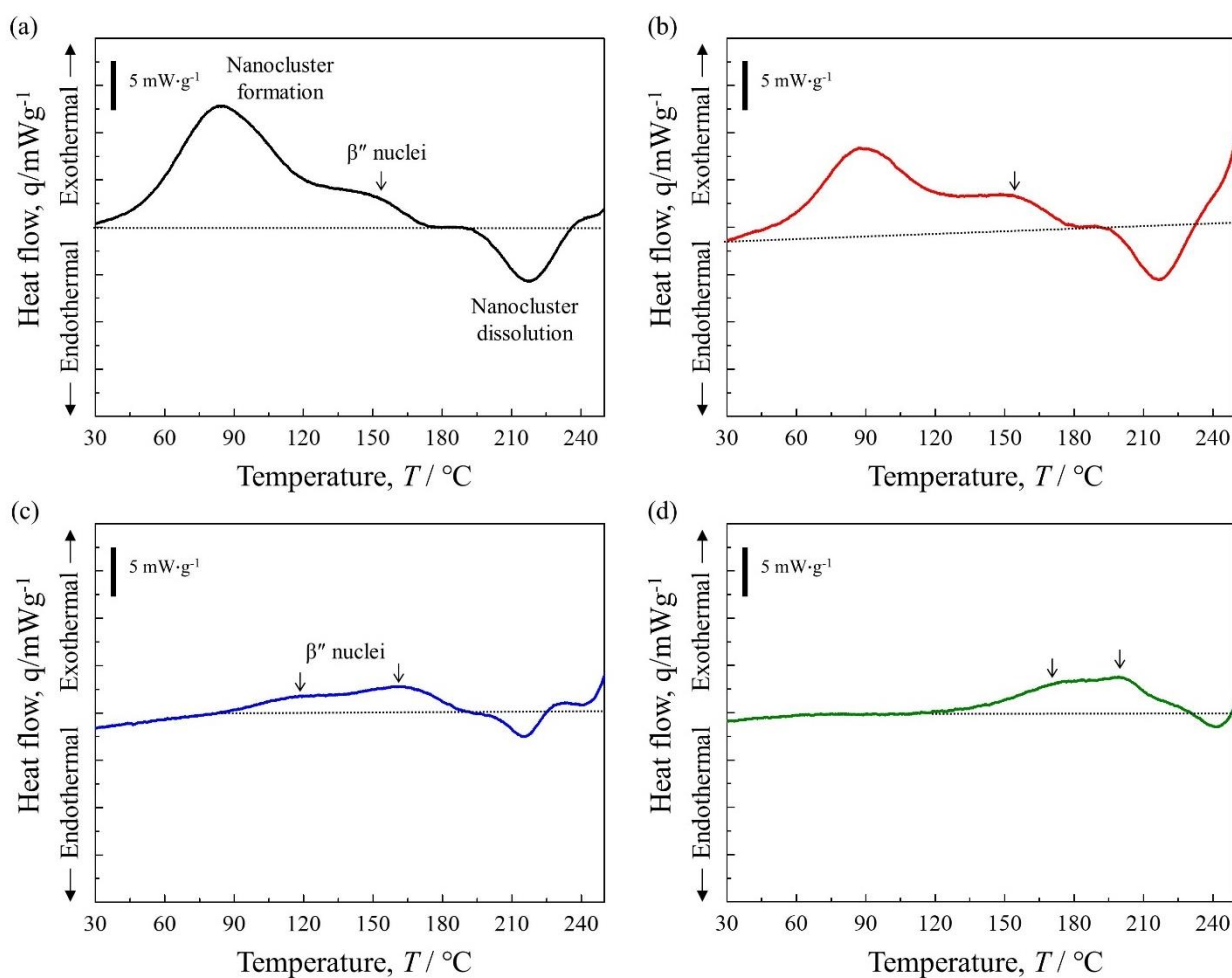 (a)
5 mW·g⁻¹
Nanocluster
formation
β″ nuclei
Nanocluster
dissolution
Heat flow, q/mWg⁻¹
← Endothermal
Exothermal →
30 60 90 120 150 180 210 240
Temperature, T / °C
(b)
5 mW·g⁻¹
Heat flow, q/mWg⁻¹
← Endothermal
Exothermal →
30 60 90 120 150 180 210 240
Temperature, T / °C
(c)
5 mW·g⁻¹
β″ nuclei
Heat flow, q/mWg⁻¹
← Endothermal
Exothermal →
30 60 90 120 150 180 210 240
Temperature, T / °C
(d)
5 mW·g⁻¹
Heat flow, q/mWg⁻¹
← Endothermal
Exothermal →
30 60 90 120 150 180 210 240
Temperature, T / °C